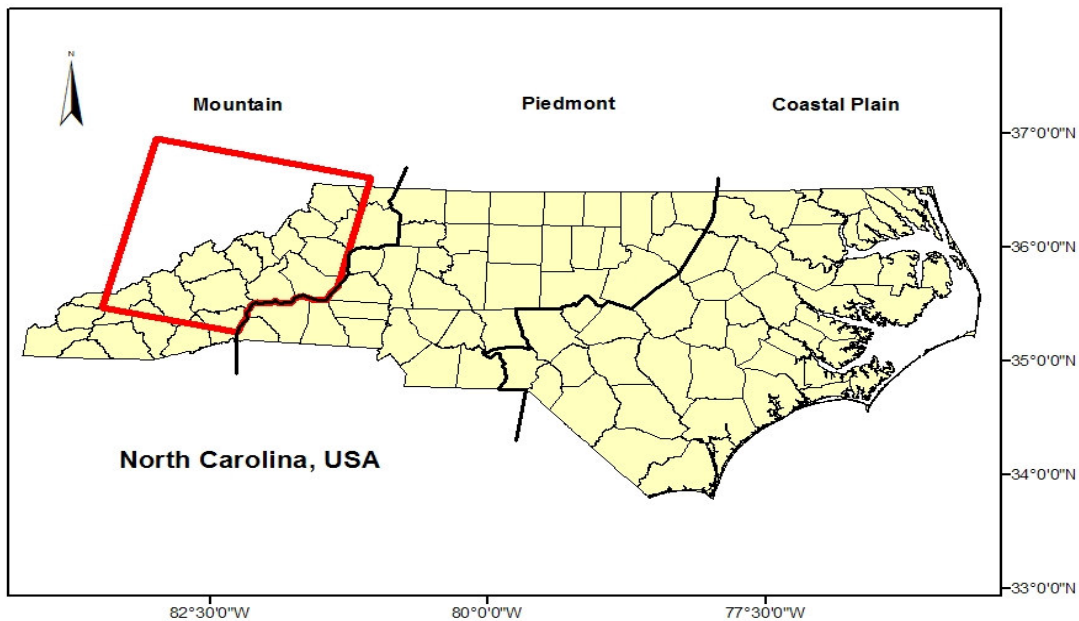 N
Mountain
Piedmont
Coastal Plain
37°0'0"N
36°0'0"N
35°0'0"N
North Carolina, USA
34°0'0"N
33°0'0"N
82°30'0"W
80°0'0"W
77°30'0"W